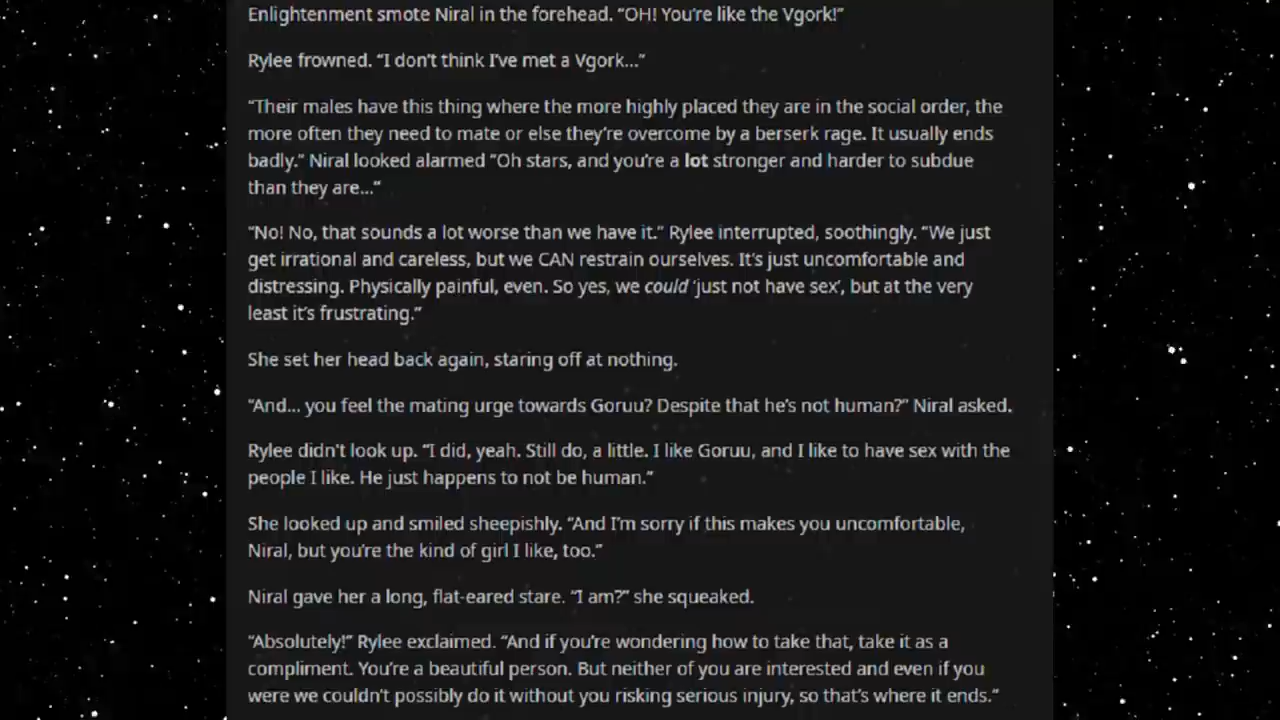 Enlightenment smote Niral in the forehead. “OH! You’re like the Vgork!”
Rylee frowned. “I don’t think I’ve met a Vgork...”
“Their males have this thing where the more highly placed they are in the social order, the
more often they need to mate or else they’re overcome by a berserk rage. It usually ends
badly.” Niral looked alarmed “Oh stars, and you’re a lot stronger and harder to subdue
than they are...”
“No! No, that sounds a lot worse than we have it.” Rylee interrupted, soothingly. “We just
get irrational and careless, but we CAN restrain ourselves. It’s just uncomfortable and
distressing. Physically painful, even. So yes, we could ‘just not have sex’, but at the very
least it’s frustrating.”
She set her head back again, staring off at nothing.
“And... you feel the mating urge towards Goruu? Despite that he’s not human?” Niral asked.
Rylee didn’t look up. “I did, yeah. Still do, a little. I like Goruu, and I like to have sex with the
people I like. He just happens to not be human.”
She looked up and smiled sheepishly. “And I’m sorry if this makes you uncomfortable,
Niral, but you’re the kind of girl I like, too.”
Niral gave her a long, flat-eared stare. “I am?” she squeaked.
“Absolutely!” Rylee exclaimed. “And if you’re wondering how to take that, take it as a
compliment. You’re a beautiful person. But neither of you are interested and even if you
were we couldn’t possibly do it without you risking serious injury, so that’s where it ends.”